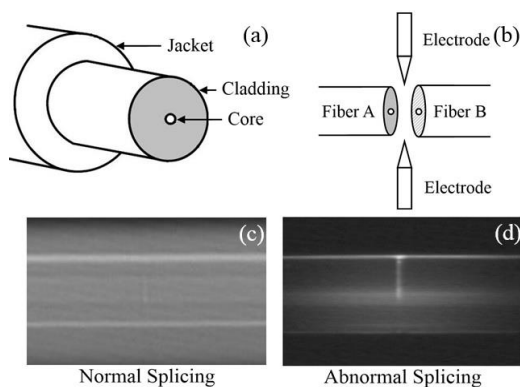 (a)
Jacket
Cladding
Core
(b)
Electrode
Fiber A
Fiber B
Electrode
(c)
(d)
Normal Splicing
Abnormal Splicing